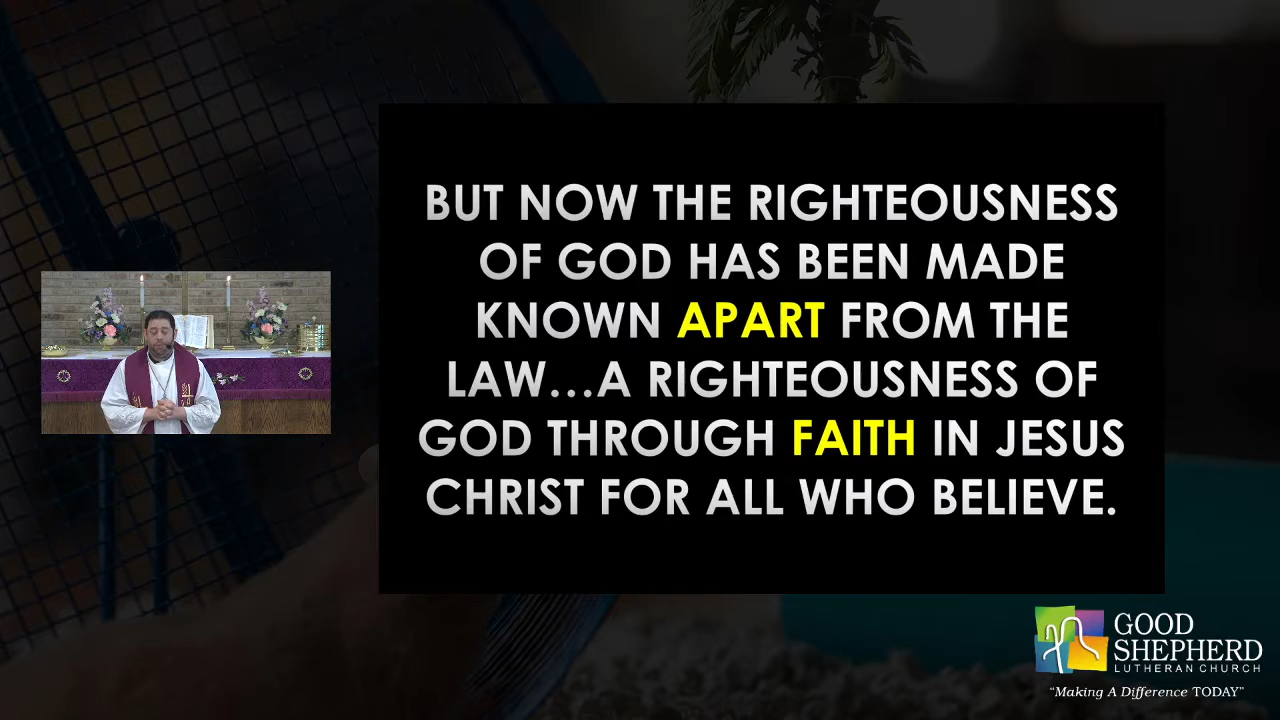 BUT NOW THE RIGHTEOUSNESS
OF GOD HAS BEEN MADE
KNOWN APART FROM THE
LAW...A RIGHTEOUSNESS OF
GOD THROUGH FAITH IN JESUS
CHRIST FOR ALL WHO BELIEVE.
GOOD
SHEPHERD
LUTHERAN CHURCH
"Making A Difference TODAY"